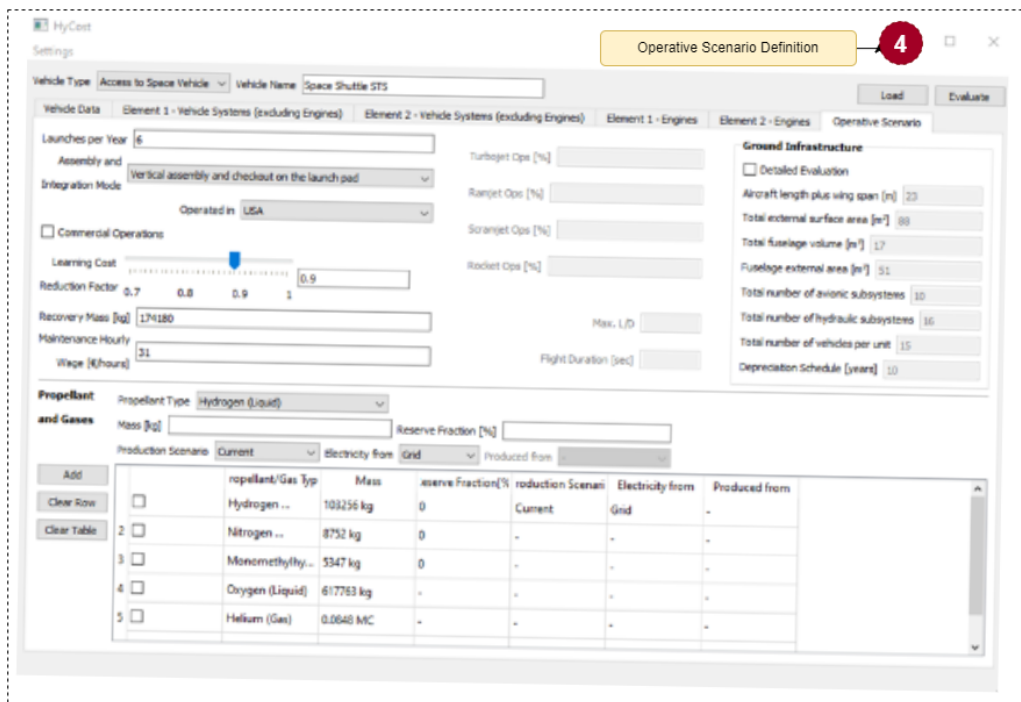 HyCost
Operative Scenario Definition
4
Settings
Vehicle Type Access to Space Vehicle Vehicle Name Space Shuttle STS
Load Evaluate
Vehicle Data Element 1 - Vehicle Systems (excluding Engines) Element 2 - Vehicle Systems (excluding Engines) Element 1 - Engines Element 2 - Engines Operative Scenario
Launches per Year 6
Assembly and
Integration Mode Vertical assembly and checkout on the launch pad
Operated in USA
Commercial Operations
Learning Cost
Reduction Factor 0.7 0.8 0.9 1 0.9
Recovery Mass [kg] 174180
Maintenance Hourly
Wage [€/hours] 31
Turbojet Ops [%]
Ramjet Ops [%]
Scramjet Ops [%]
Rocket Ops [%]
Max. L/D
Flight Duration [sec]
Ground Infrastructure
Detailed Evaluation
Aircraft length plus wing span [m] 23
Total external surface area [m²] 88
Total fuselage volume [m³] 17
Fuselage external area [m²] 51
Total number of avionic subsystems 10
Total number of hydraulic subsystems 16
Total number of vehicles per unit 15
Depreciation Schedule [years] 10
Propellant
and Gases
Propellant Type Hydrogen (Liquid)
Mass [kg] Reserve Fraction [%]
Production Scenario Current Electricity from Grid Produced from -
Add
Clear Row
Clear Table
ropellant/Gas Typ Mass eserve Fraction[% roduction Scenari Electricity from Produced from
Hydrogen ... 103256 kg 0 Current Grid -
2 Nitrogen ... 8752 kg 0 - - -
3 Monomethylhy... 5347 kg 0 - - -
4 Oxygen (Liquid) 617763 kg - - - -
5 Helium (Gas) 0.0848 MC - - - -